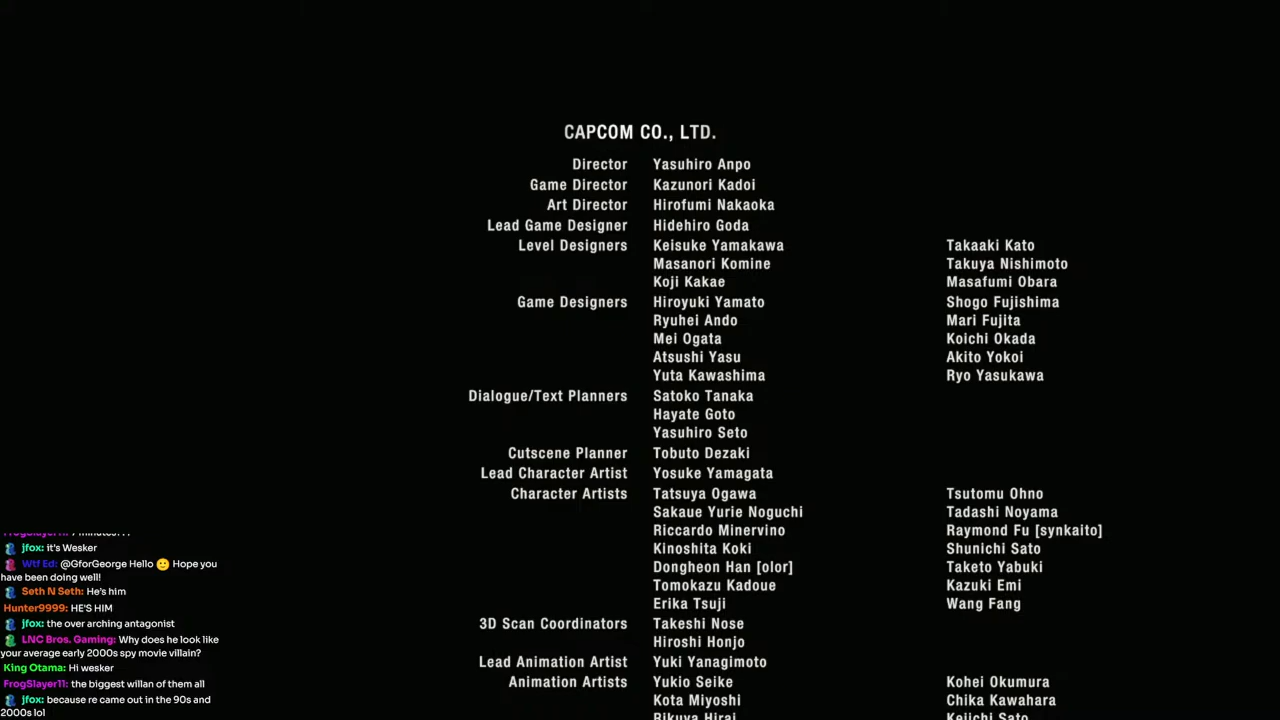 CAPCOM CO., LTD.
Director Yasuhiro Anpo
Game Director Kazunori Kadoi
Art Director Hirofumi Nakaoka
Lead Game Designer Hidehiro Goda
Level Designers Keisuke Yamakawa Takaaki Kato
Masanori Komine Takuya Nishimoto
Koji Kakae Masafumi Obara
Game Designers Hiroyuki Yamato Shogo Fujishima
Ryuhei Ando Mari Fujita
Mei Ogata Koichi Okada
Atsushi Yasu Akito Yokoi
Yuta Kawashima Ryo Yasukawa
Dialogue/Text Planners Satoko Tanaka
Hayate Goto
Yasuhiro Seto
Cutscene Planner Tobuto Dezaki
Lead Character Artist Yosuke Yamagata
Character Artists Tatsuya Ogawa Tsutomu Ohno
Sakaue Yurie Noguchi Tadashi Noyama
Riccardo Minervino Raymond Fu [synkaito)
Kinoshita Koki Shunichi Sato
Dongheon Han [olor] Taketo Yabuki
Tomokazu Kadoue Kazuki Emi
Erika Tsuji Wang Fang
3D Scan Coordinators Takeshi Nose
Hiroshi Honjo
Lead Animation Artist Yuki Yanagimoto
Animation Artists Yukio Seike Kohei Okumura
Kota Miyoshi Chika Kawahara
Rikuya Hirai Keiichi Sato
FrogSlayer11: 7 minutes???
jfox: it's Wesker
Wtf Ed: @GforGeorge Hello 🙂 Hope you
have been doing well!
Seth N Seth: He's him
Hunter9999: HE'S HIM
jfox: the over arching antagonist
LNC Bros. Gaming: Why does he look like
your average early 2000s spy movie villain?
King Otama: Hi wesker
FrogSlayer11: the biggest willan of them all
jfox: because re came out in the 90s and
2000s lol